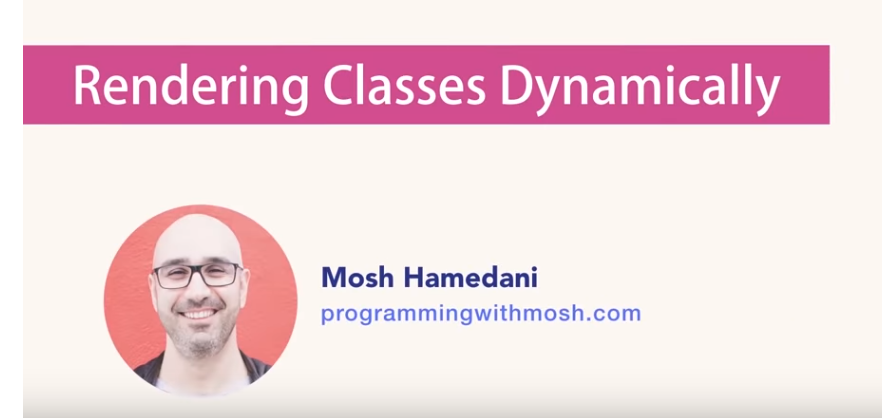 Rendering Classes Dynamically
Mosh Hamedani
programmingwithmosh.com